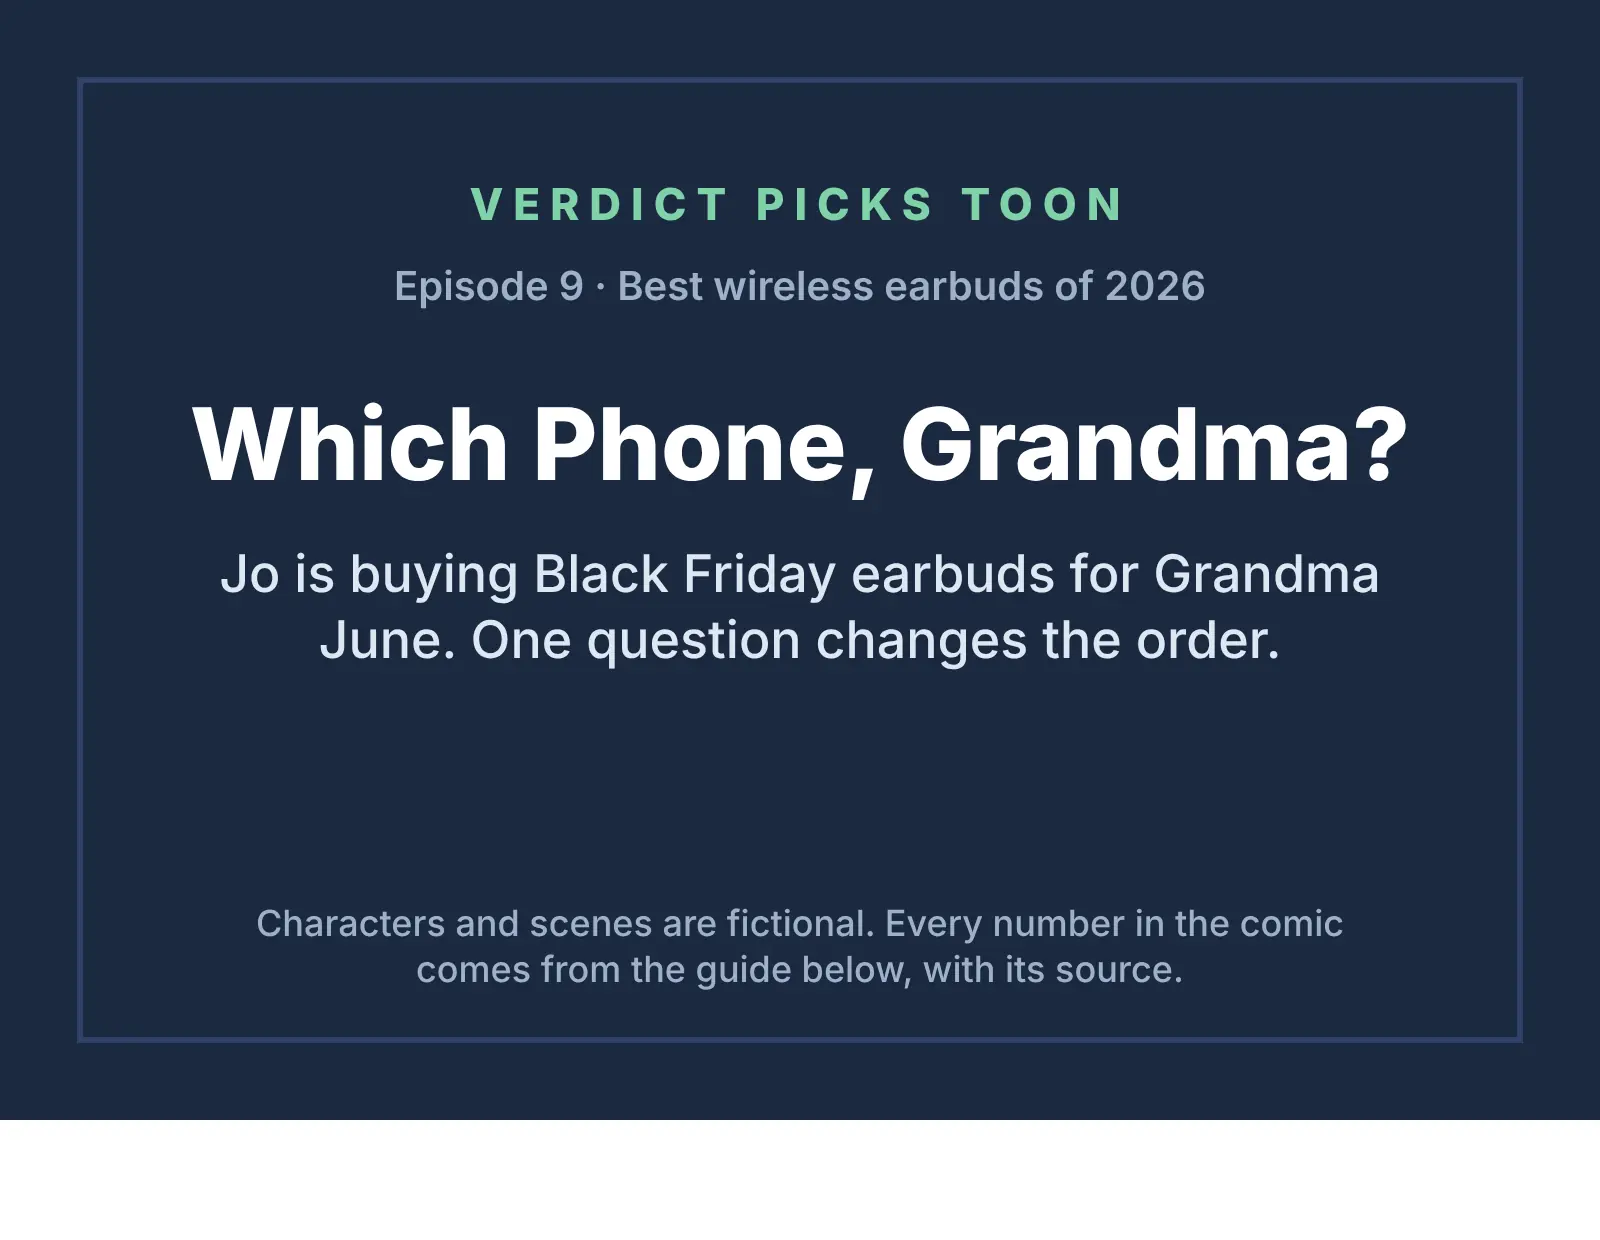 VERDICT PICKS TOON
Episode 9 · Best wireless earbuds of 2026
Which Phone, Grandma?
Jo is buying Black Friday earbuds for Grandma
June. One question changes the order.
Characters and scenes are fictional. Every number in the comic
comes from the guide below, with its source.